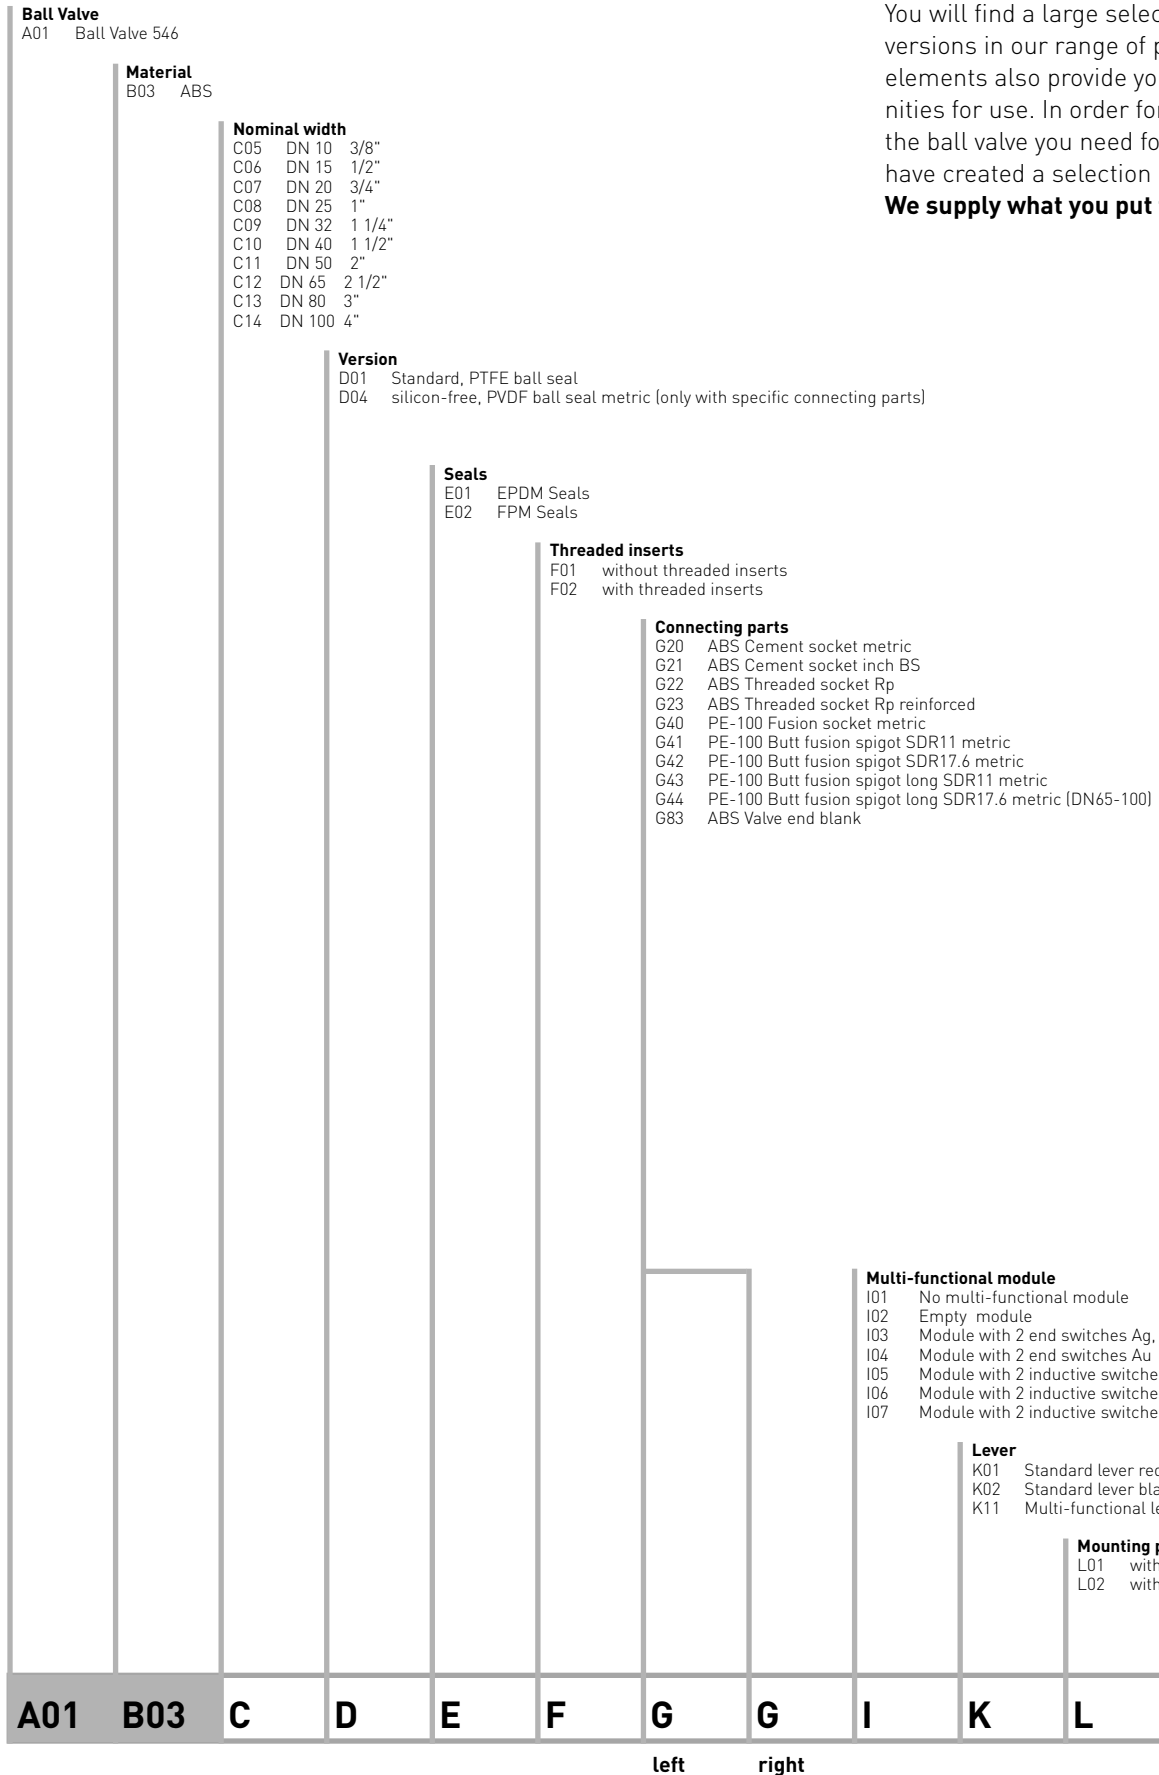 Ball Valve
A01 Ball Valve 546
You will find a large selec
versions in our range of
elements also provide yo
nities for use. In order for
the ball valve you need fo
have created a selection
We supply what you put
Material
B03 ABS
Nominal width
C05 DN 10 3/8"
C06 DN 15 1/2"
C07 DN 20 3/4"
C08 DN 25 1"
C09 DN 32 1 1/4"
C10 DN 40 1 1/2"
C11 DN 50 2"
C12 DN 65 2 1/2"
C13 DN 80 3"
C14 DN 100 4"
Version
D01 Standard, PTFE ball seal
D04 silicon-free, PVDF ball seal metric (only with specific connecting parts)
Seals
E01 EPDM Seals
E02 FPM Seals
Threaded inserts
F01 without threaded inserts
F02 with threaded inserts
Connecting parts
G20 ABS Cement socket metric
G21 ABS Cement socket inch BS
G22 ABS Threaded socket Rp
G23 ABS Threaded socket Rp reinforced
G40 PE-100 Fusion socket metric
G41 PE-100 Butt fusion spigot SDR11 metric
G42 PE-100 Butt fusion spigot SDR17.6 metric
G43 PE-100 Butt fusion spigot long SDR11 metric
G44 PE-100 Butt fusion spigot long SDR17.6 metric (DN65-100)
G83 ABS Valve end blank
Multi-functional module
I01 No multi-functional module
I02 Empty module
I03 Module with 2 end switches Ag,
I04 Module with 2 end switches Au
I05 Module with 2 inductive switche
I06 Module with 2 inductive switche
I07 Module with 2 inductive switche
Lever
K01 Standard lever re
K02 Standard lever bla
K11 Multi-functional le
Mounting
L01 with
L02 with
A01 B03 C D E F G G I K L
left right